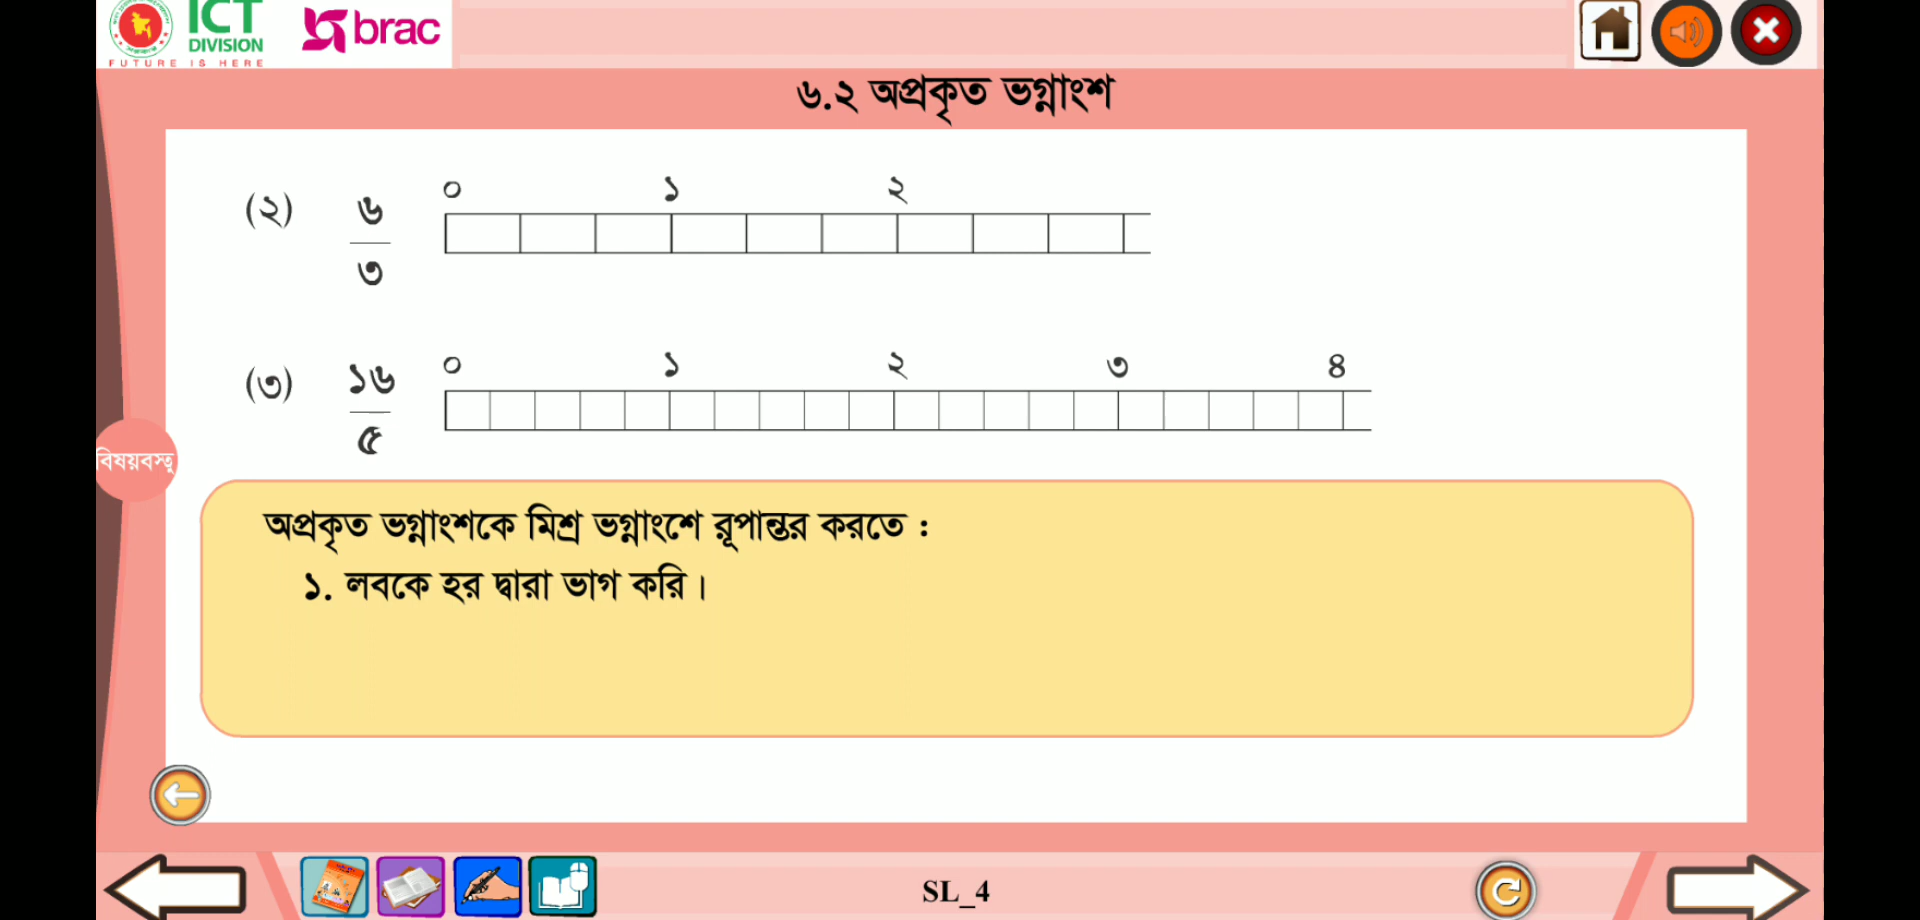 ICT
DIVISION
FUTURE IS HERE
brac
৬.২ অপ্রকৃত ভগ্নাংশ
(২) ৬/৩
০ ১ ২
(৩) ১৬/৫
০ ১ ২ ৩ ৪
বিষয়বস্তু
অপ্রকৃত ভগ্নাংশকে মিশ্র ভগ্নাংশে রূপান্তর করতে :
১. লবকে হর দ্বারা ভাগ করি।
SL_4